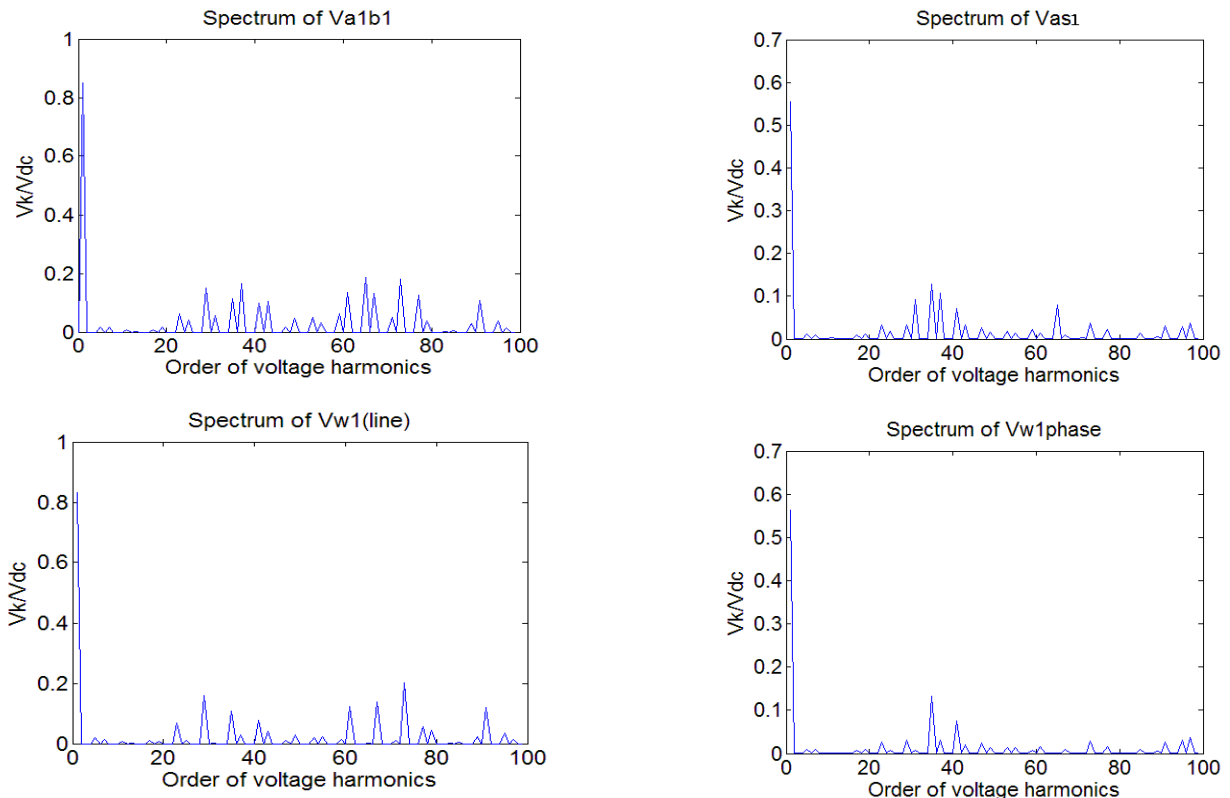 Spectrum of Va1b1
1
0.8
0.6
0.4
0.2
0
Vk/Vdc
0 20 40 60 80 100
Order of voltage harmonics
Spectrum of Vas1
0.7
0.6
0.5
0.4
0.3
0.2
0.1
0
Vk/Vdc
0 20 40 60 80 100
Order of voltage harmonics
Spectrum of Vw1(line)
1
0.8
0.6
0.4
0.2
0
Vk/Vdc
0 20 40 60 80 100
Order of voltage harmonics
Spectrum of Vw1phase
0.7
0.6
0.5
0.4
0.3
0.2
0.1
0
Vk/Vdc
0 20 40 60 80 100
Order of voltage harmonics